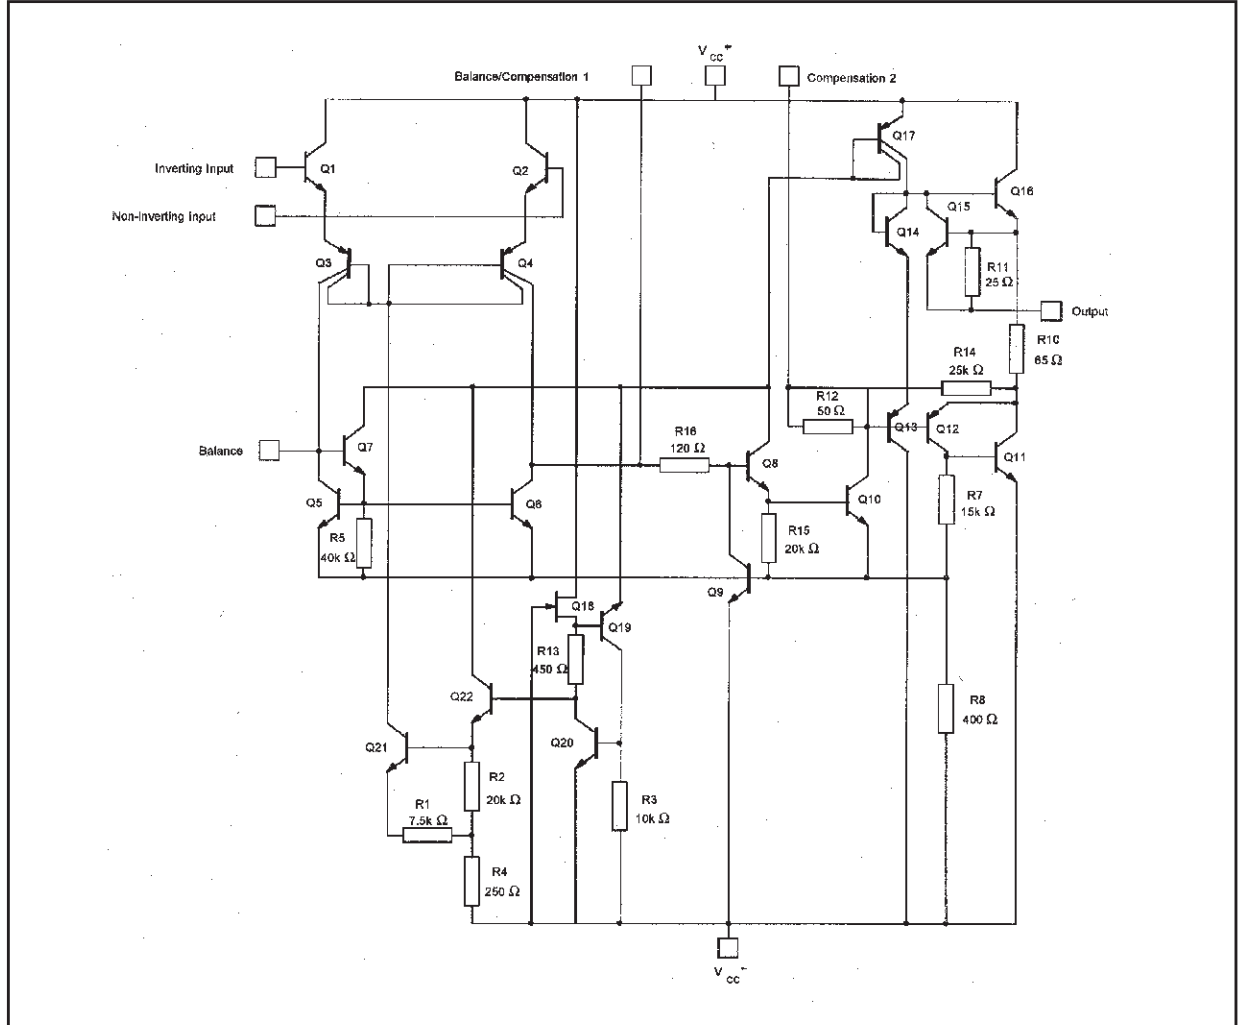 V CC +
Balance/Compensation 1
Compensation 2
Q17
Inverting Input
Q1
Q2
Q16
Q15
Non-inverting Input
Q14
Q3
Q4
R11
25 Ω
Output
R10
65 Ω
R14
25k Ω
R12
50 Ω
Q13
Q12
R16
120 Ω
Balance
Q7
Q8
Q11
Q5
Q6
Q10
R7
15k Ω
R5
40k Ω
R15
20k Ω
Q9
Q18
Q19
R13
450 Ω
Q22
R8
400 Ω
Q21
Q20
R2
20k Ω
R1
7.5k Ω
R3
10k Ω
R4
250 Ω
V CC -